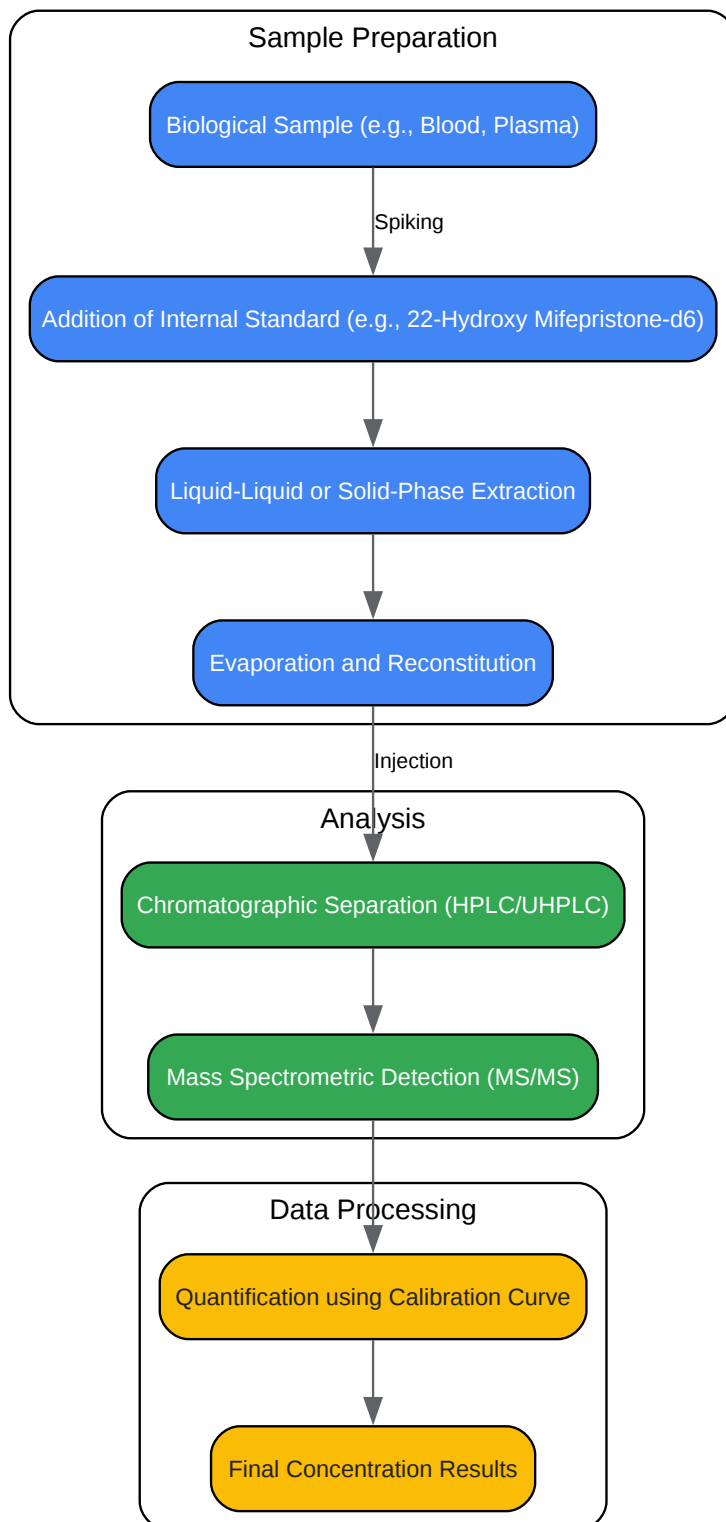 Sample Preparation
Biological Sample (e.g., Blood, Plasma)
Spiking
Addition of Internal Standard (e.g., 22-Hydroxy Mifepristone-d6)
Liquid-Liquid or Solid-Phase Extraction
Evaporation and Reconstitution
Injection
Analysis
Chromatographic Separation (HPLC/UHPLC)
Mass Spectrometric Detection (MS/MS)
Data Processing
Quantification using Calibration Curve
Final Concentration Results